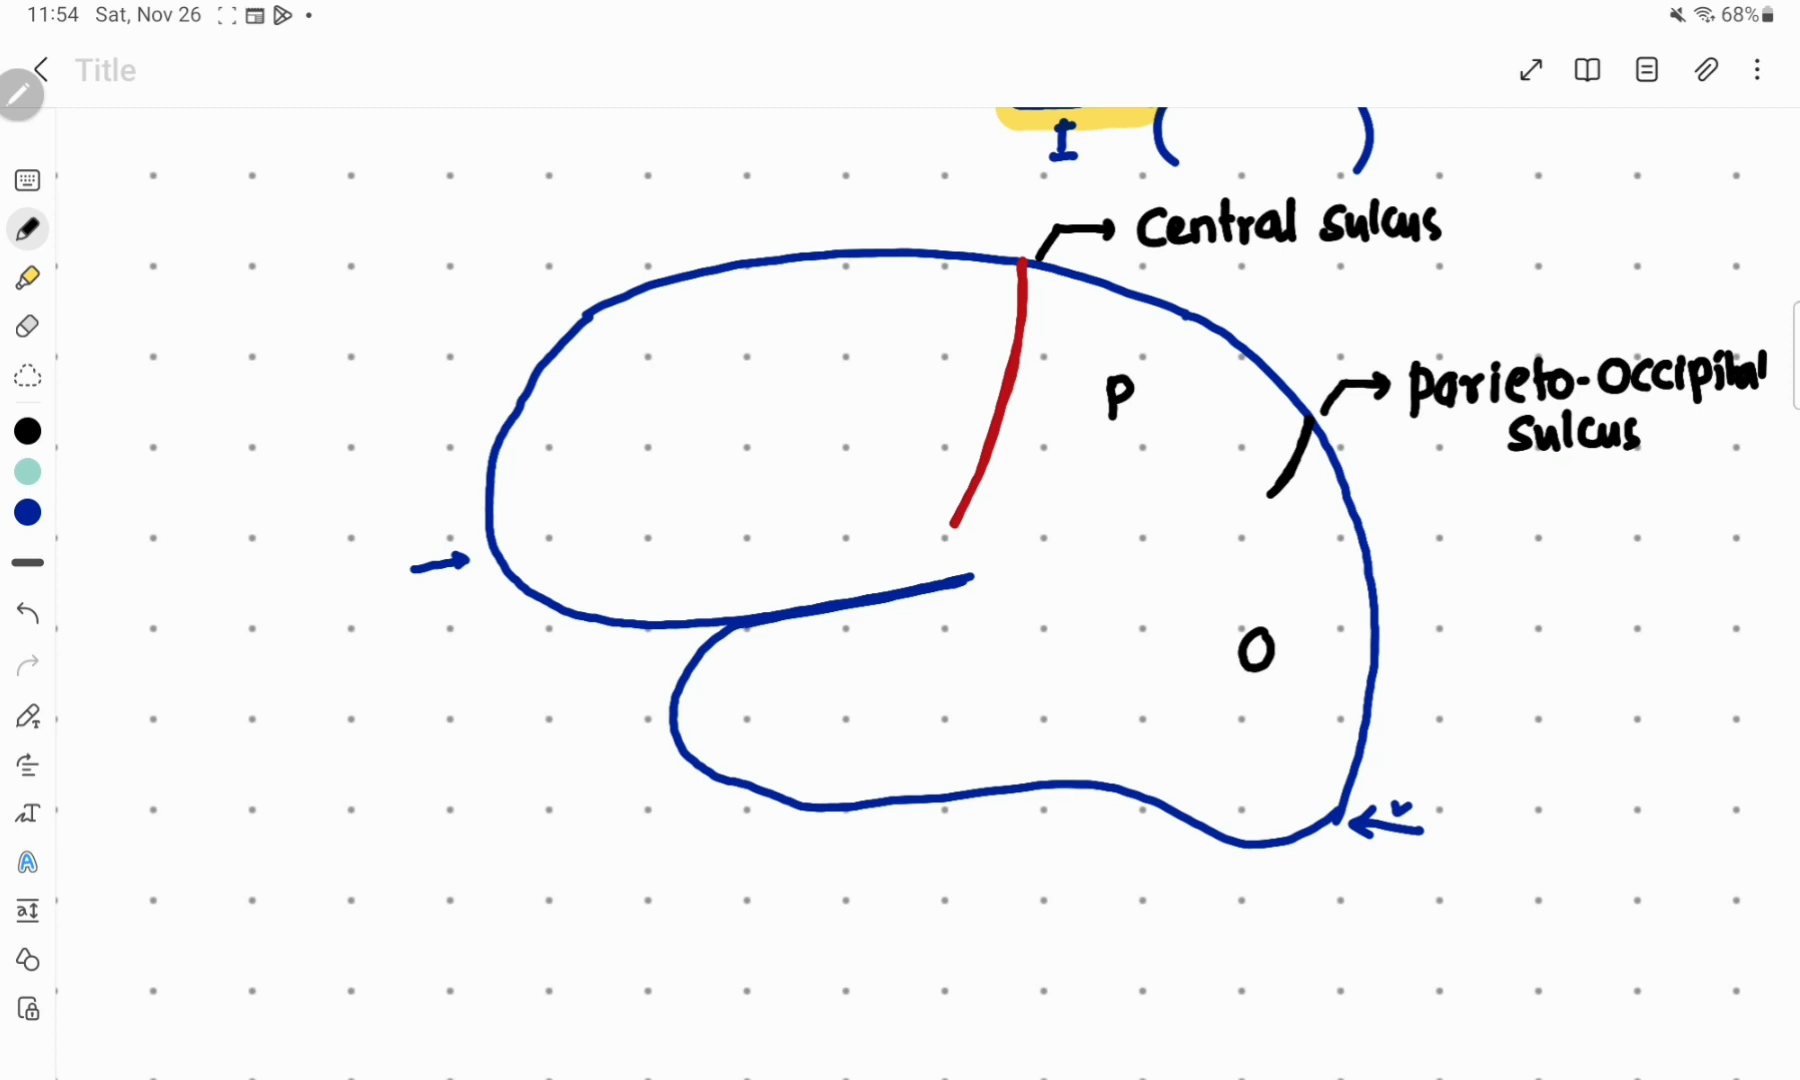 11:54 Sat, Nov 26
68%
Title
I
Central Sulcus
P
Parieto-Occipital
Sulcus
O